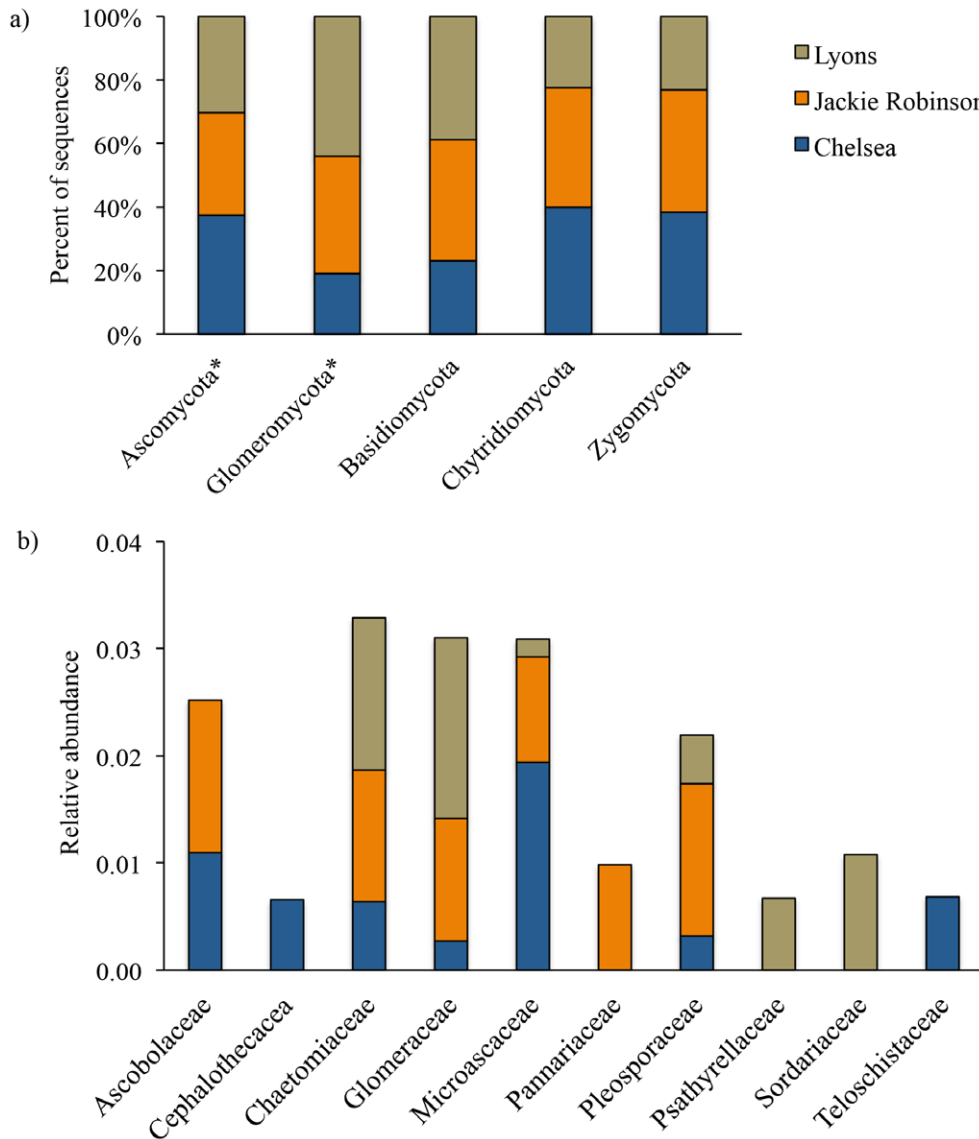 a)
100%
80%
60%
40%
20%
0%
Percent of sequences
Ascomycota*
Glomeromycota*
Basidiomycota
Chytridiomycota
Zygomycota
Lyons
Jackie Robinson
Chelsea
b)
0.04
0.03
0.02
0.01
0.00
Relative abundance
Ascobolaceae
Cephalothecacea
Chaetomiaceae
Glomeraceae
Microascaceae
Pannariaceae
Pleosporaceae
Psathyrellaceae
Sordariaceae
Teloschistaceae